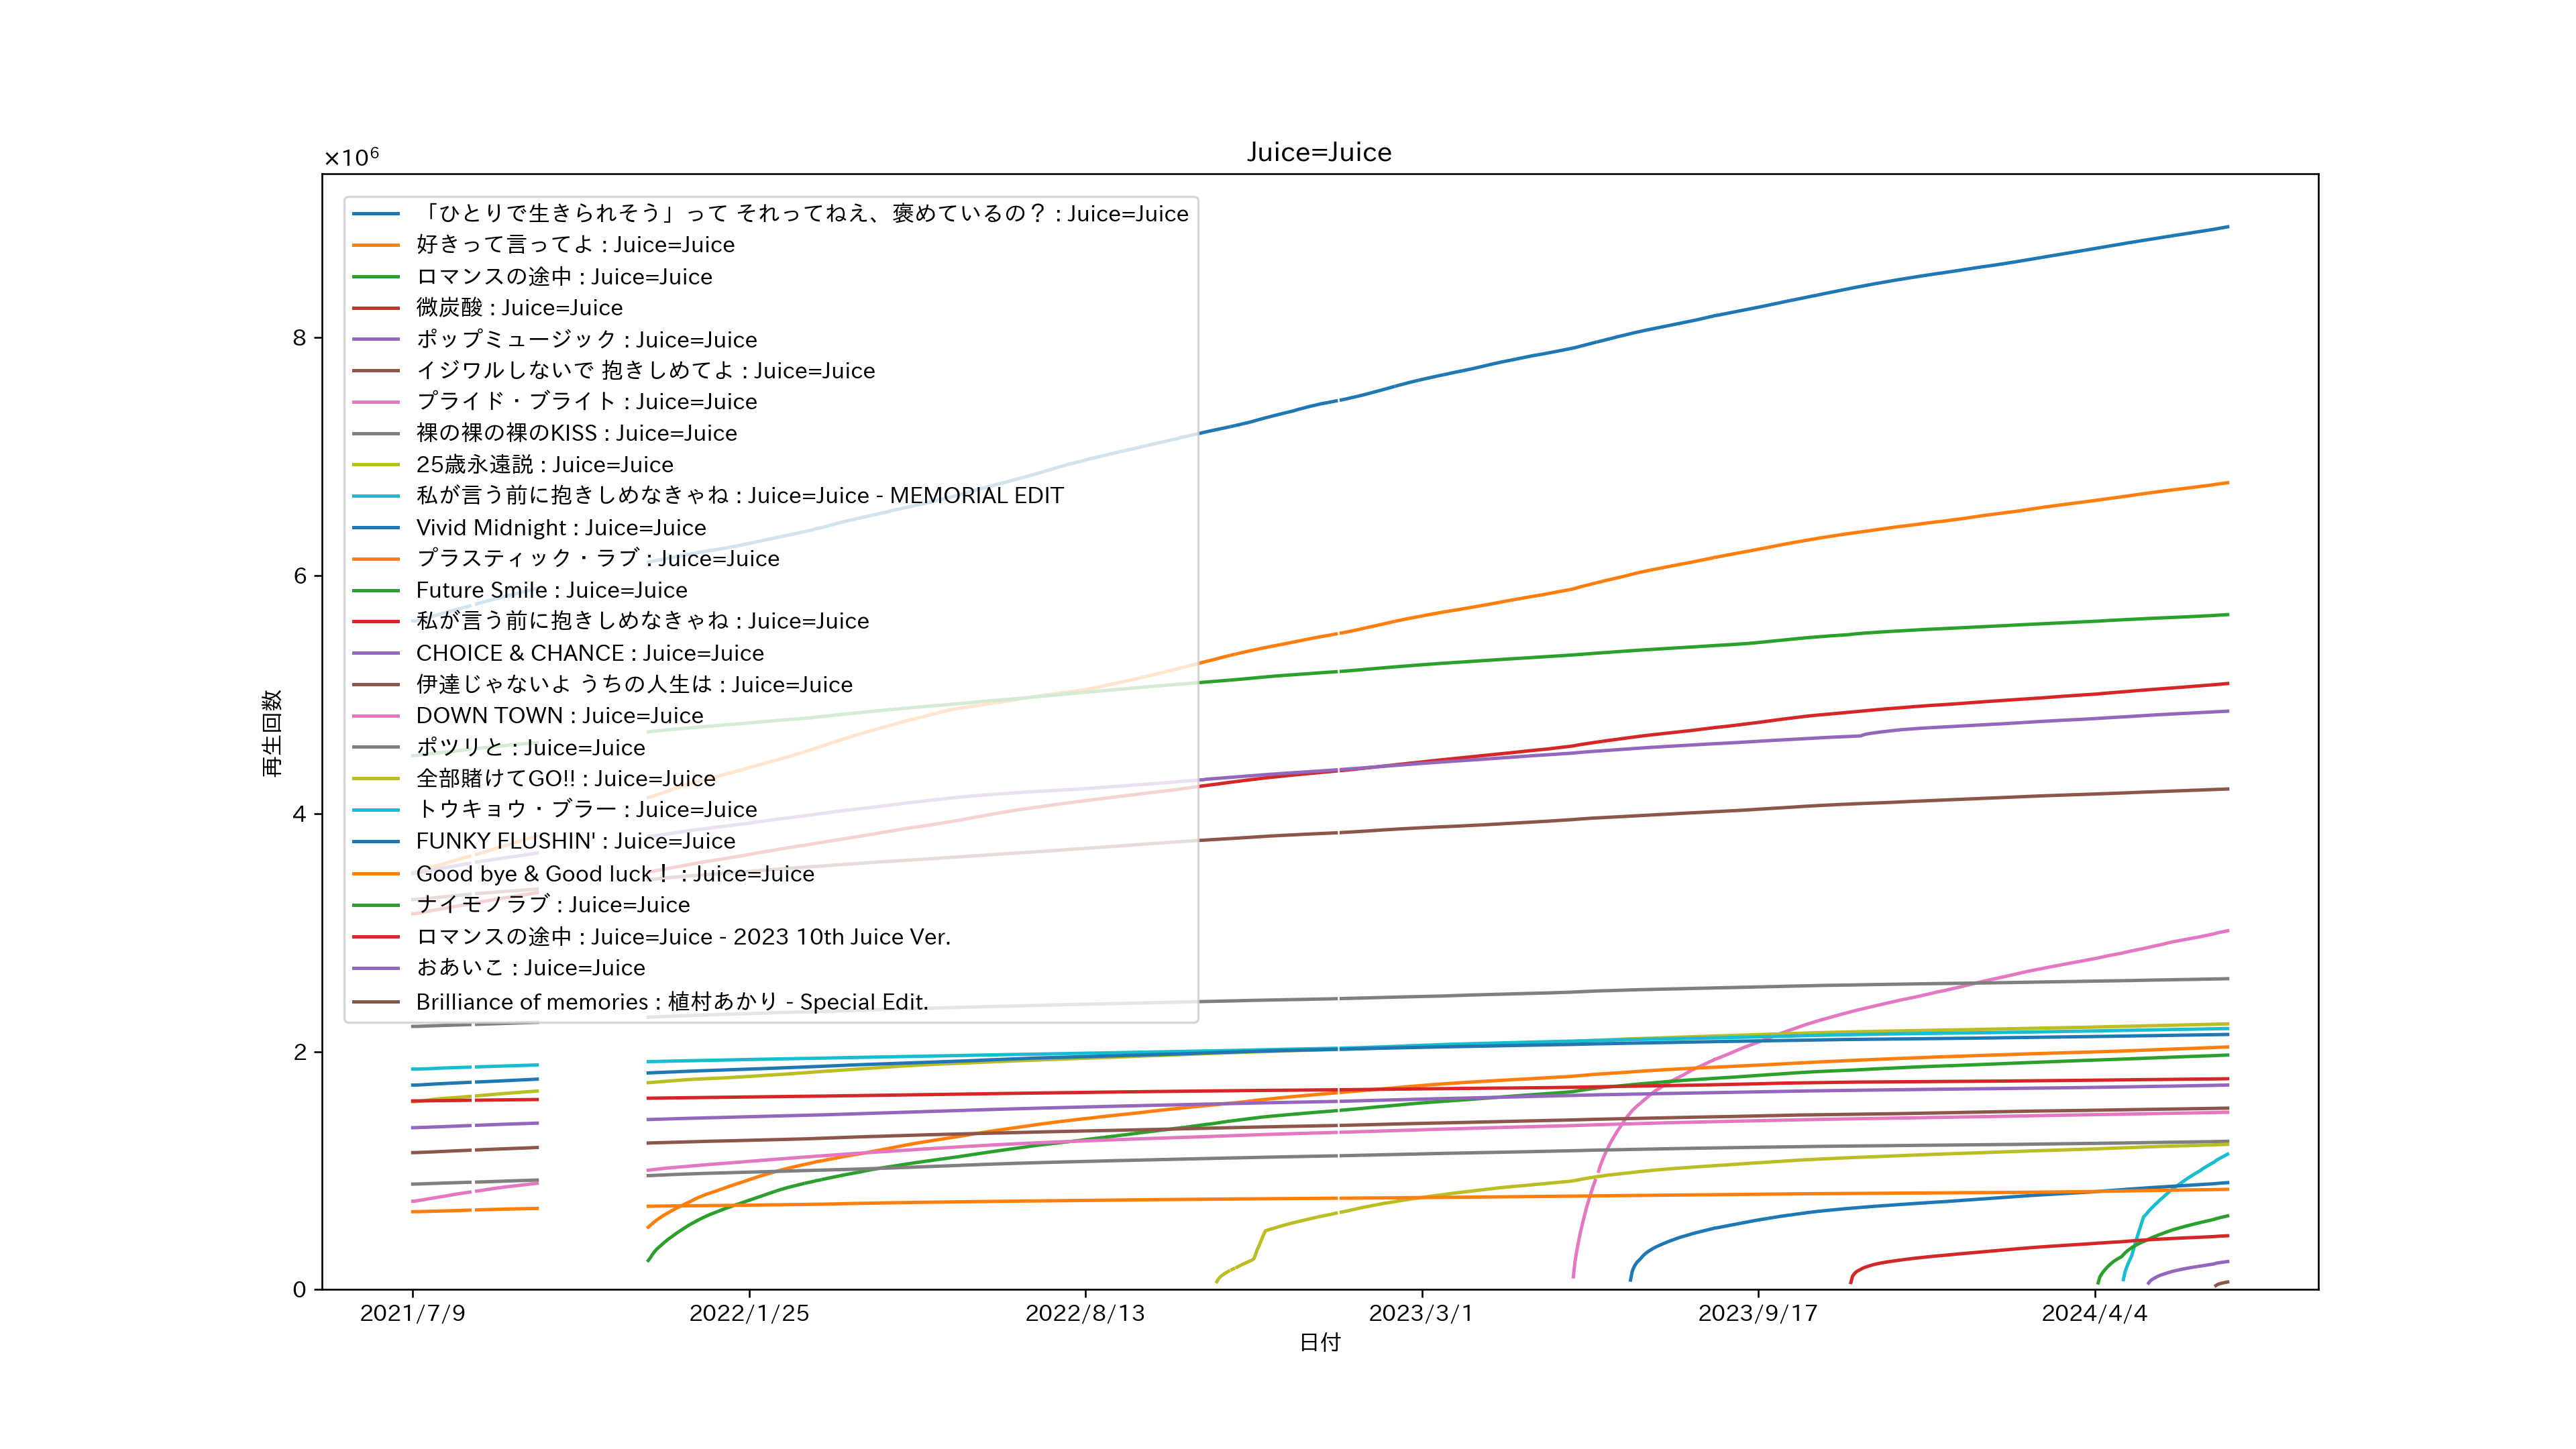 Juice=Juice
×10⁶
「ひとりで生きられそう」って それってねえ、褒めているの? : Juice=Juice
好きって言ってよ : Juice=Juice
ロマンスの途中 : Juice=Juice
微炭酸 : Juice=Juice
ポップミュージック : Juice=Juice
イジワルしないで 抱きしめてよ : Juice=Juice
プライド・ブライト : Juice=Juice
裸の裸の裸のKISS : Juice=Juice
25歳永遠説 : Juice=Juice
私が言う前に抱きしめなきゃね : Juice=Juice - MEMORIAL EDIT
Vivid Midnight : Juice=Juice
プラスティック・ラブ : Juice=Juice
Future Smile : Juice=Juice
私が言う前に抱きしめなきゃね : Juice=Juice
CHOICE & CHANCE : Juice=Juice
伊達じゃないよ うちの人生は : Juice=Juice
DOWN TOWN : Juice=Juice
ポツリと : Juice=Juice
全部賭けてGO!! : Juice=Juice
トウキョウ・ブラー : Juice=Juice
FUNKY FLUSHIN' : Juice=Juice
Good bye & Good luck! : Juice=Juice
ナイモノラブ : Juice=Juice
ロマンスの途中 : Juice=Juice - 2023 10th Juice Ver.
おあいこ : Juice=Juice
Brilliance of memories : 植村あかり - Special Edit.
8
6
4
2
0
再生回数
2021/7/9
2022/1/25
2022/8/13
2023/3/1
2023/9/17
2024/4/4
日付